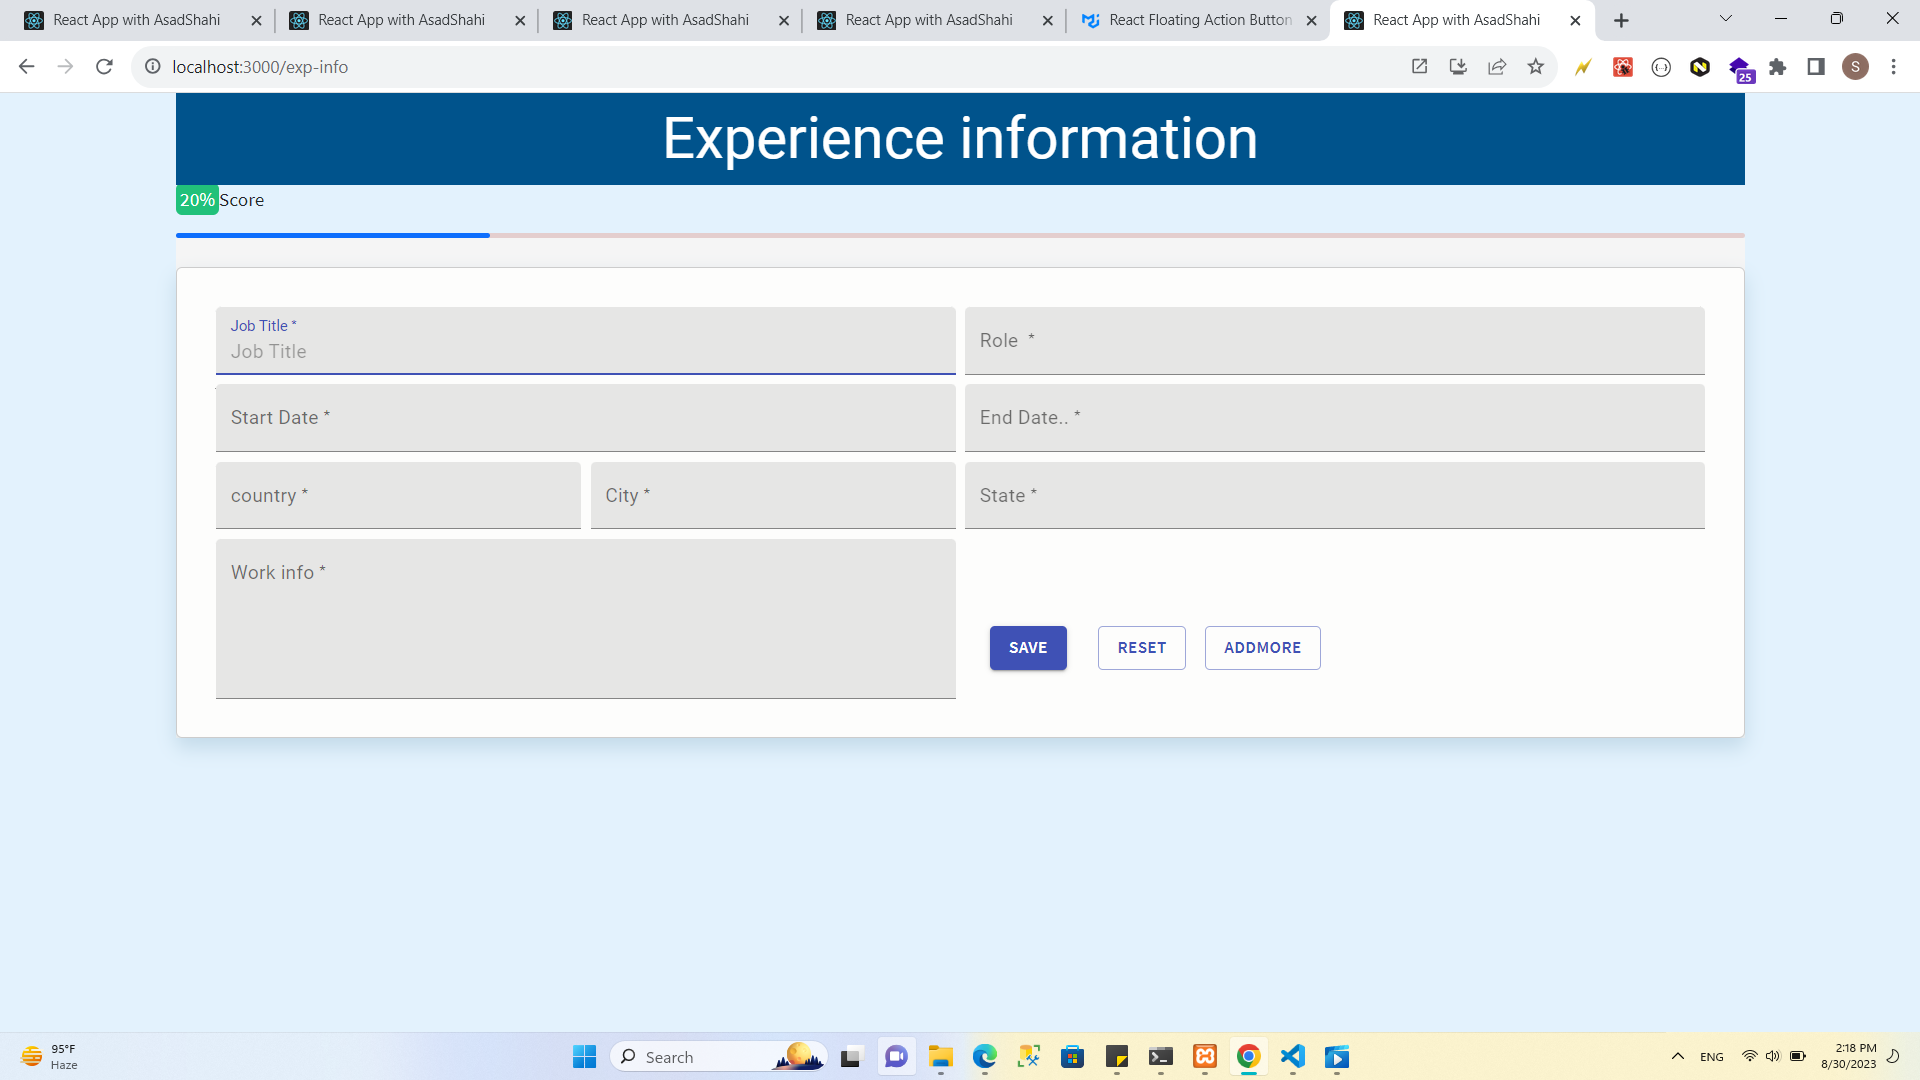 React App with AsadShahi
React App with AsadShahi
React App with AsadShahi
React App with AsadShahi
React Floating Action Button
React App with AsadShahi
localhost:3000/exp-info
25
S
Experience information
20% Score
Job Title *
Job Title
Role *
Start Date *
End Date.. *
country *
City *
State *
Work info *
SAVE
RESET
ADDMORE
95°F
Haze
Search
ENG
2:18 PM
8/30/2023